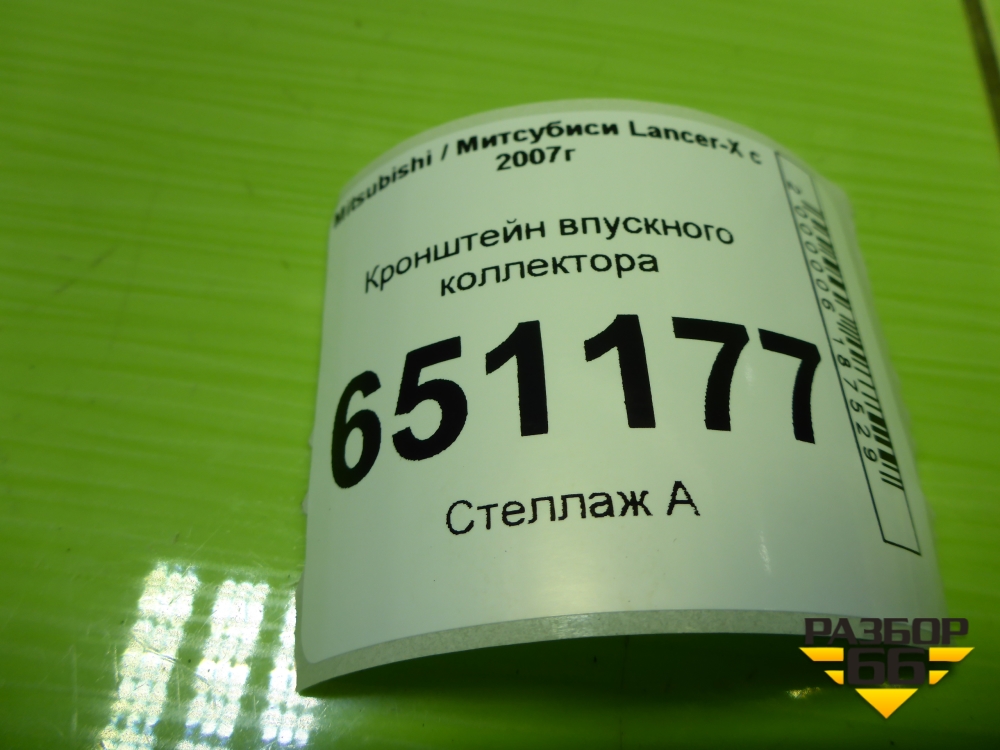 Mitsubishi / Митсубиси Lancer-X с
2007г
Кронштейн впускного
коллектора
651177
Стеллаж А
2000006187529
РАЗБОР
66